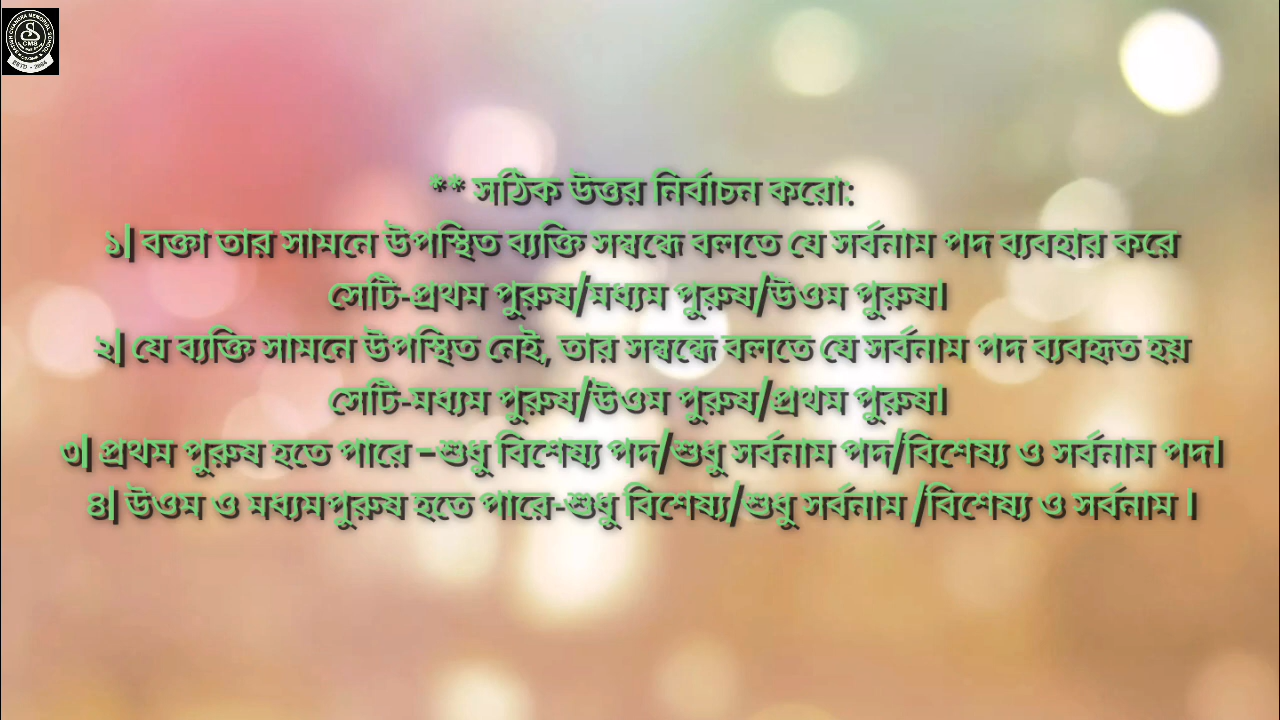 ** সঠিক উত্তর নির্বাচন করো:
১| বক্তা তার সামনে উপস্থিত ব্যক্তি সম্বন্ধে বলতে যে সর্বনাম পদ ব্যবহার করে
সেটি-প্রথম পুরুষ/মধ্যম পুরুষ/উওম পুরুষ।
২| যে ব্যক্তি সামনে উপস্থিত নেই, তার সম্বন্ধে বলতে যে সর্বনাম পদ ব্যবহৃত হয়
সেটি-মধ্যম পুরুষ/উওম পুরুষ/প্রথম পুরুষ।
৩| প্রথম পুরুষ হতে পারে –শুধু বিশেষ্য পদ/শুধু সর্বনাম পদ/বিশেষ্য ও সর্বনাম পদ।
৪| উওম ও মধ্যমপুরুষ হতে পারে-শুধু বিশেষ্য/শুধু সর্বনাম /বিশেষ্য ও সর্বনাম ।